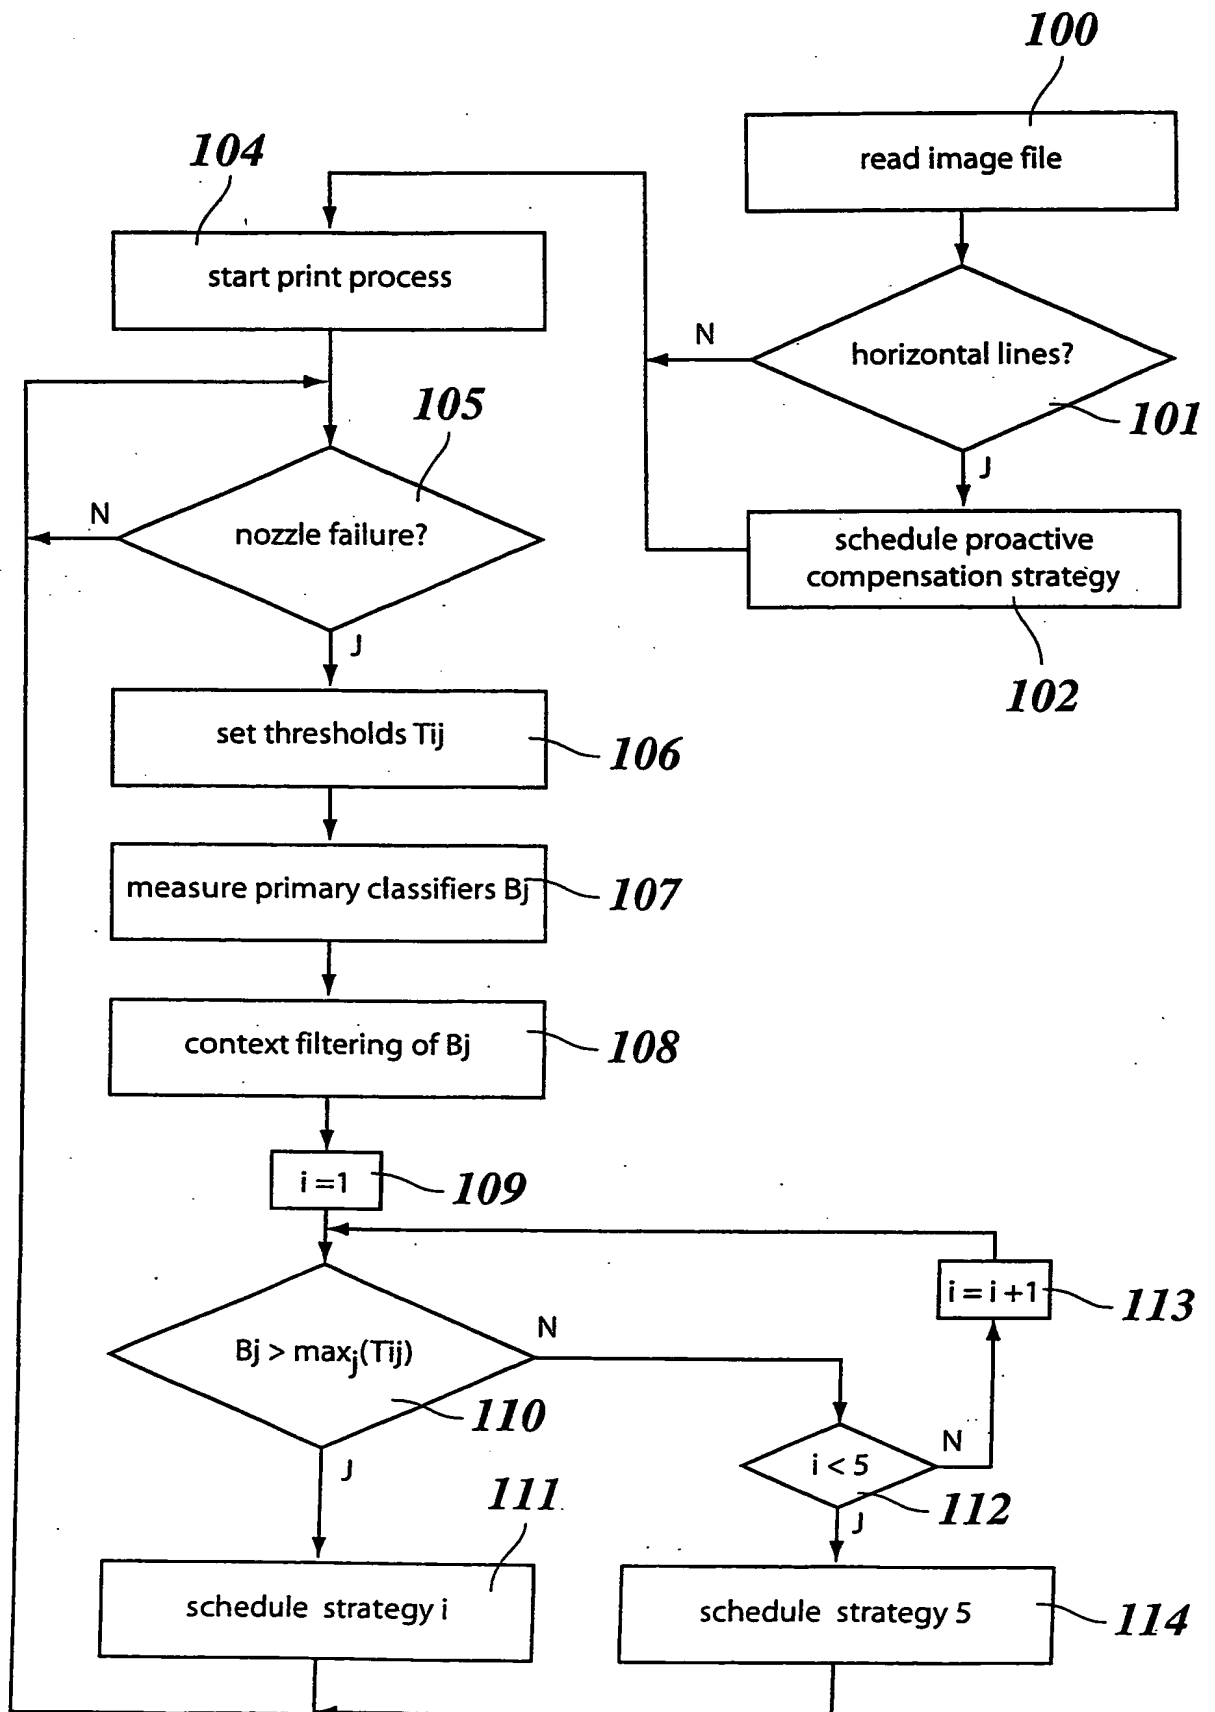 100
read image file
104
start print process
N
horizontal lines?
101
J
105
N
nozzle failure?
schedule proactive
compensation strategy
102
J
set thresholds Tij
106
measure primary classifiers Bj
107
context filtering of Bj
108
i =1
109
i = i +1
113
N
Bj > maxj(Tij)
110
J
N
i < 5
112
J
111
schedule strategy i
schedule strategy 5
114